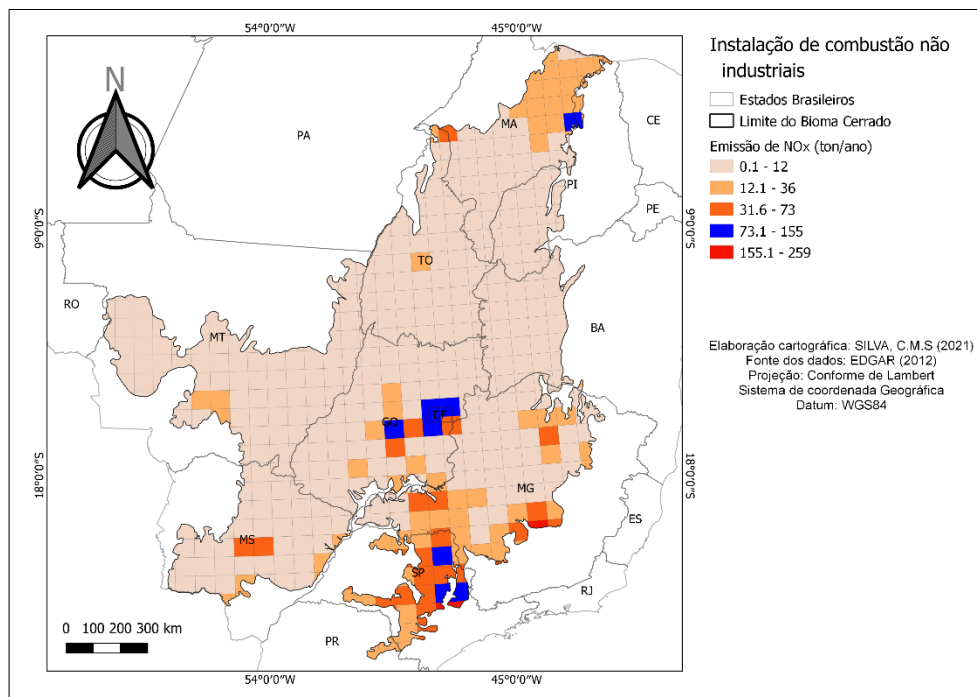 54°0'0"W 45°0'0"W
N
PA
MA
CE
PI
PE
9°0'0"S 9°0'0"S
TO
RO
BA
MT
GO
DF
18°0'0"S 18°0'0"S
MG
ES
MS
SP
RJ
PR
0 100 200 300 km
54°0'0"W 45°0'0"W
Instalação de combustão não
industriais
Estados Brasileiros
Limite do Bioma Cerrado
Emissão de NOx (ton/ano)
0.1 - 12
12.1 - 36
31.6 - 73
73.1 - 155
155.1 - 259
Elaboração cartográfica: SILVA, C.M.S (2021)
Fonte dos dados: EDGAR (2012)
Projeção: Conforme de Lambert
Sistema de coordenada Geográfica
Datum: WGS84